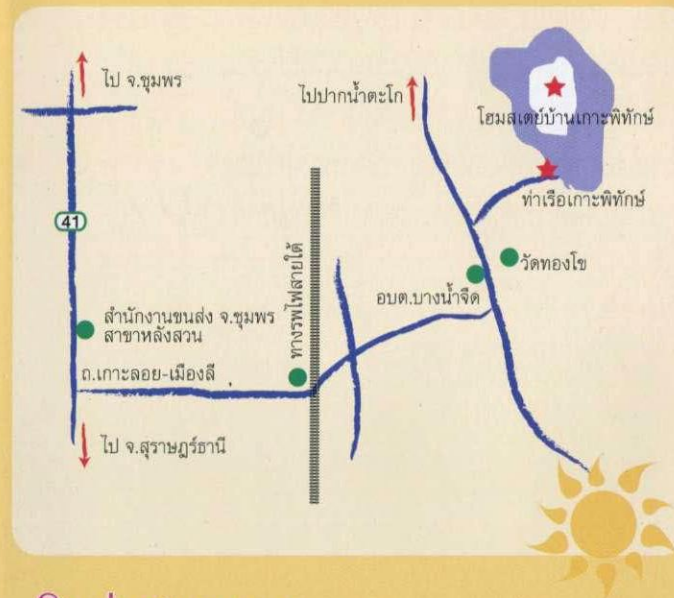 ไป จ.ชุมพร
ไปปากน้ำตะโก
โฮมสเตย์บ้านเกาะพิทักษ์
ท่าเรือเกาะพิทักษ์
41
วัดทองโข
อบต.บางน้ำจืด
ทางรพไฟสายใต้
สำนักงานขนส่ง จ.ชุมพร
สาขาหลังสวน
ถ.เกาะลอย-เมืองลี
ไป จ.สุราษฎร์ธานี